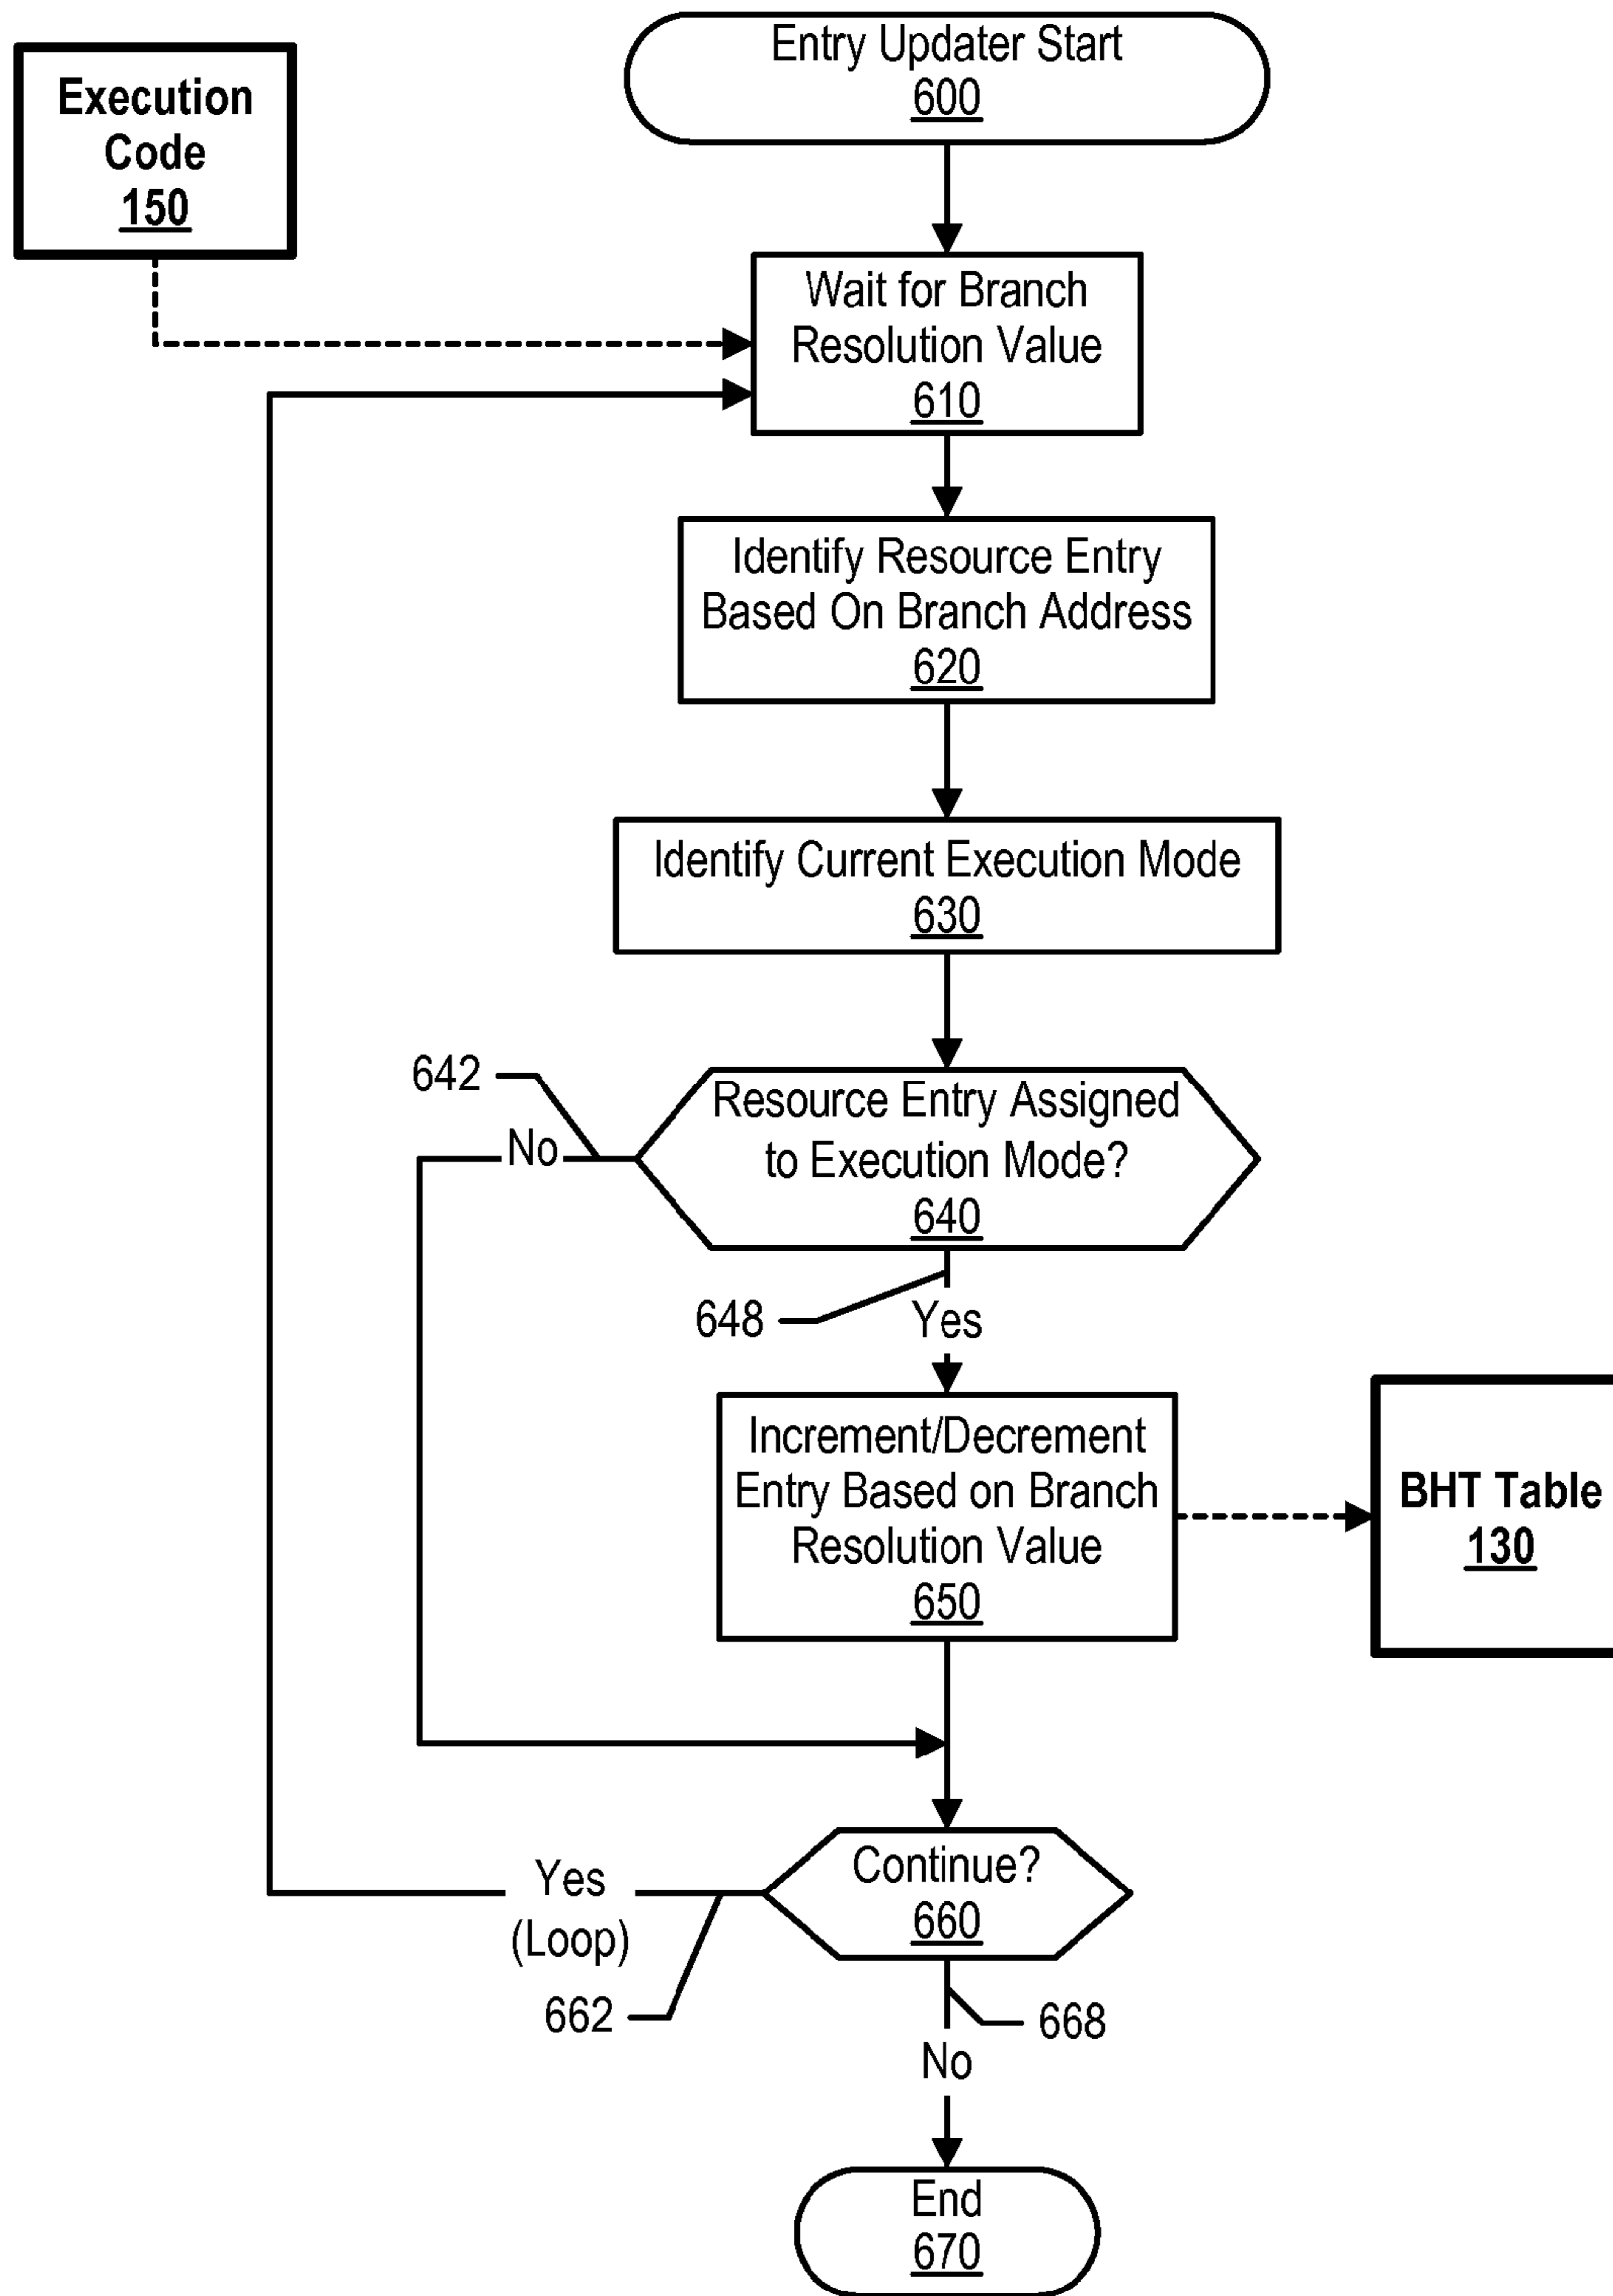 Entry Updater Start
600
Execution
Code
150
Wait for Branch
Resolution Value
610
Identify Resource Entry
Based On Branch Address
620
Identify Current Execution Mode
630
642
No
Resource Entry Assigned
to Execution Mode?
640
648
Yes
Increment/Decrement
Entry Based on Branch
Resolution Value
650
BHT Table
130
Continue?
660
Yes
(Loop)
662
668
No
End
670